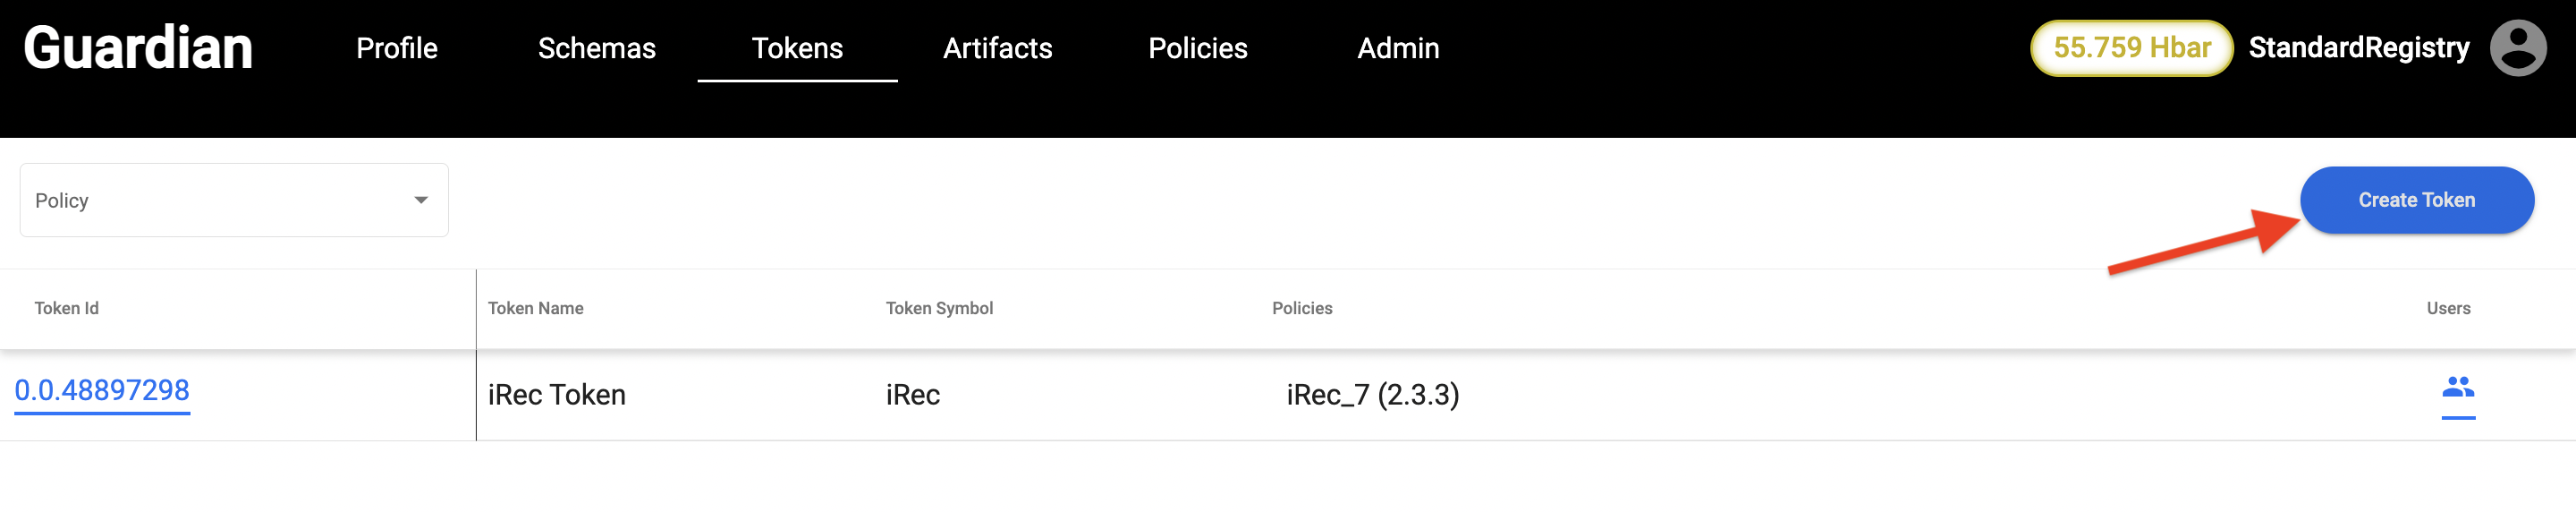 Guardian Profile Schemas Tokens Artifacts Policies Admin 55.759 Hbar StandardRegistry
Policy Create Token
Token Id Token Name Token Symbol Policies Users
0.0.48897298 iRec Token iRec iRec_7 (2.3.3)